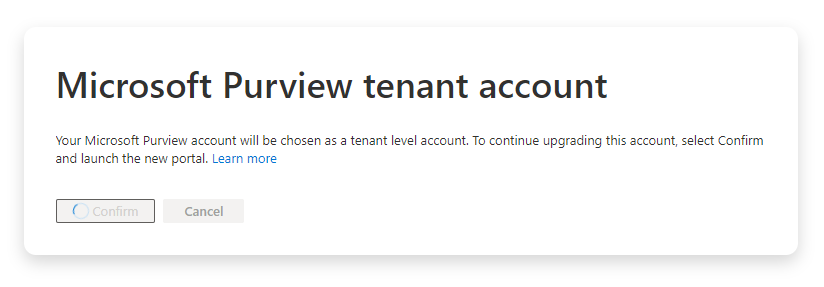 Microsoft Purview tenant account
Your Microsoft Purview account will be chosen as a tenant level account. To continue upgrading this account, select Confirm
and launch the new portal. Learn more
Confirm
Cancel